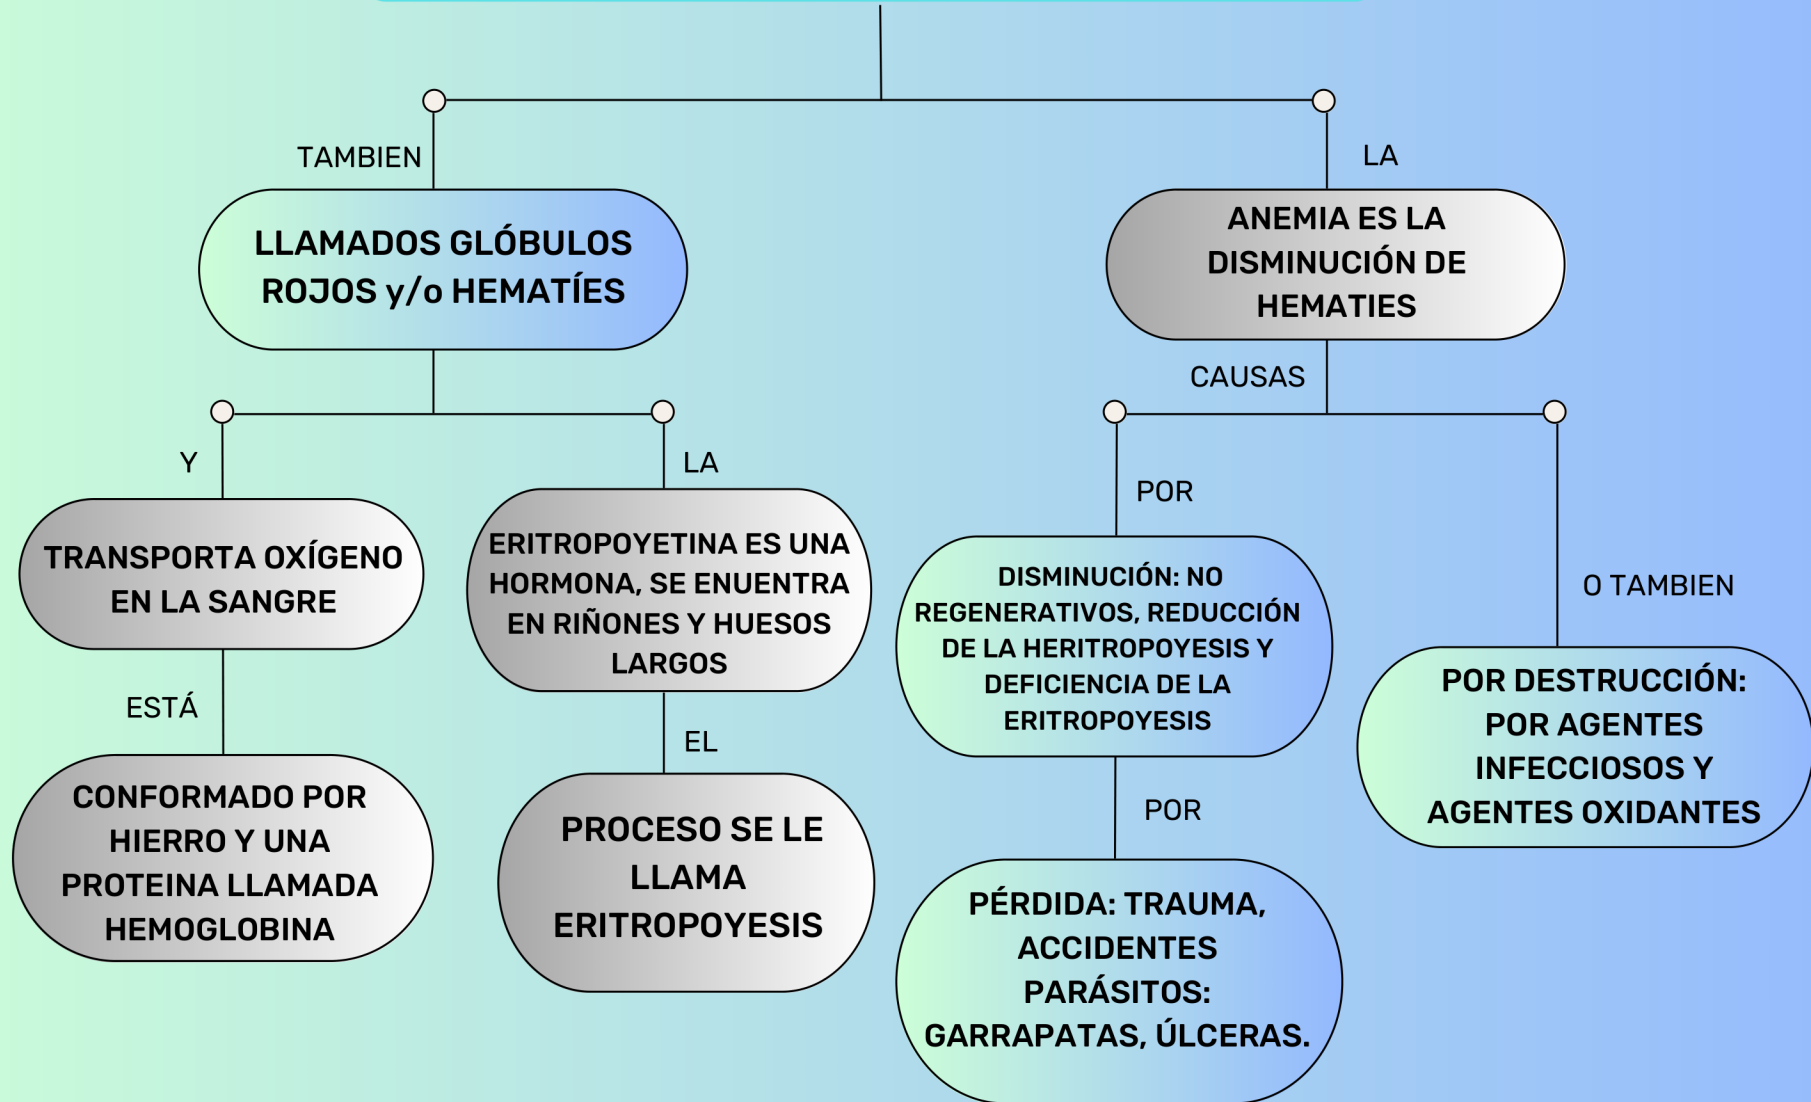 TAMBIEN
LLAMADOS GLÓBULOS
ROJOS y/o HEMATÍES
Y
TRANSPORTA OXÍGENO
EN LA SANGRE
ESTÁ
CONFORMADO POR
HIERRO Y UNA
PROTEINA LLAMADA
HEMOGLOBINA
LA
ERITROPOYETINA ES UNA
HORMONA, SE ENUENTRA
EN RIÑONES Y HUESOS
LARGOS
EL
PROCESO SE LE
LLAMA
ERITROPOYESIS
LA
ANEMIA ES LA
DISMINUCIÓN DE
HEMATIES
CAUSAS
POR
DISMINUCIÓN: NO
REGENERATIVOS, REDUCCIÓN
DE LA HERITROPOYESIS Y
DEFICIENCIA DE LA
ERITROPOYESIS
POR
PÉRDIDA: TRAUMA,
ACCIDENTES
PARÁSITOS:
GARRAPATAS, ÚLCERAS.
O TAMBIEN
POR DESTRUCCIÓN:
POR AGENTES
INFECCIOSOS Y
AGENTES OXIDANTES